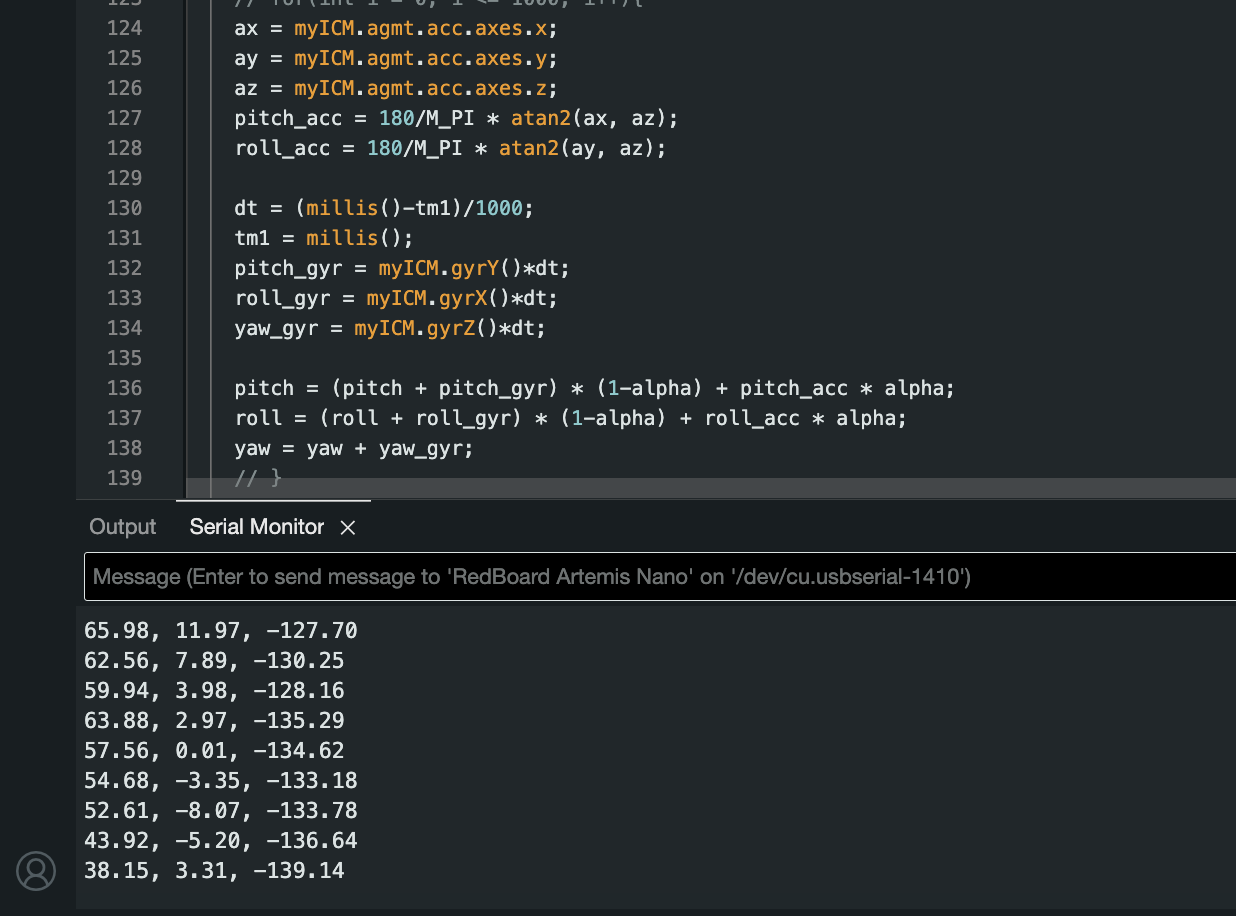 123 // for(int i = 0; i <= 1000; i++){
124 ax = myICM.agmt.acc.axes.x;
125 ay = myICM.agmt.acc.axes.y;
126 az = myICM.agmt.acc.axes.z;
127 pitch_acc = 180/M_PI * atan2(ax, az);
128 roll_acc = 180/M_PI * atan2(ay, az);
129
130 dt = (millis()-tm1)/1000;
131 tm1 = millis();
132 pitch_gyr = myICM.gyrY()*dt;
133 roll_gyr = myICM.gyrX()*dt;
134 yaw_gyr = myICM.gyrZ()*dt;
135
136 pitch = (pitch + pitch_gyr) * (1-alpha) + pitch_acc * alpha;
137 roll = (roll + roll_gyr) * (1-alpha) + roll_acc * alpha;
138 yaw = yaw + yaw_gyr;
139 // }
Output Serial Monitor
Message (Enter to send message to 'RedBoard Artemis Nano' on '/dev/cu.usbserial-1410')
65.98, 11.97, -127.70
62.56, 7.89, -130.25
59.94, 3.98, -128.16
63.88, 2.97, -135.29
57.56, 0.01, -134.62
54.68, -3.35, -133.18
52.61, -8.07, -133.78
43.92, -5.20, -136.64
38.15, 3.31, -139.14